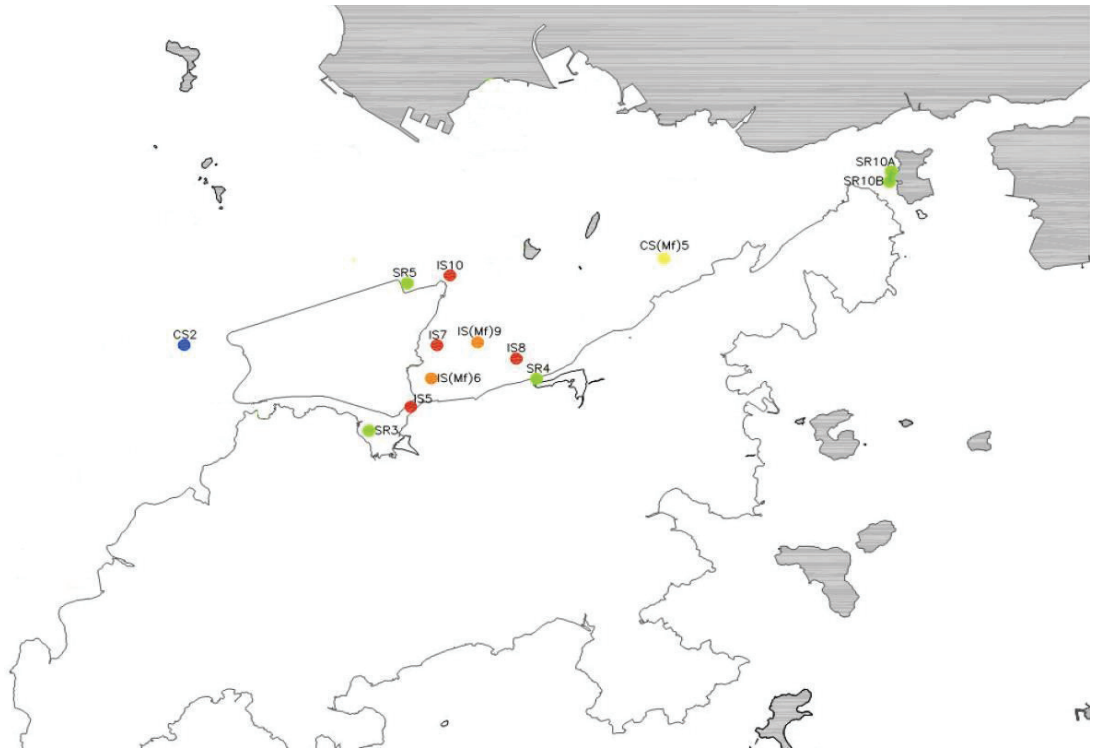 SR10A
SR10B
CS(Mf)5
IS10
SR5
CS2
IS7
IS(Mf)9
IS8
SR4
IS(Mf)6
IS5
SR3